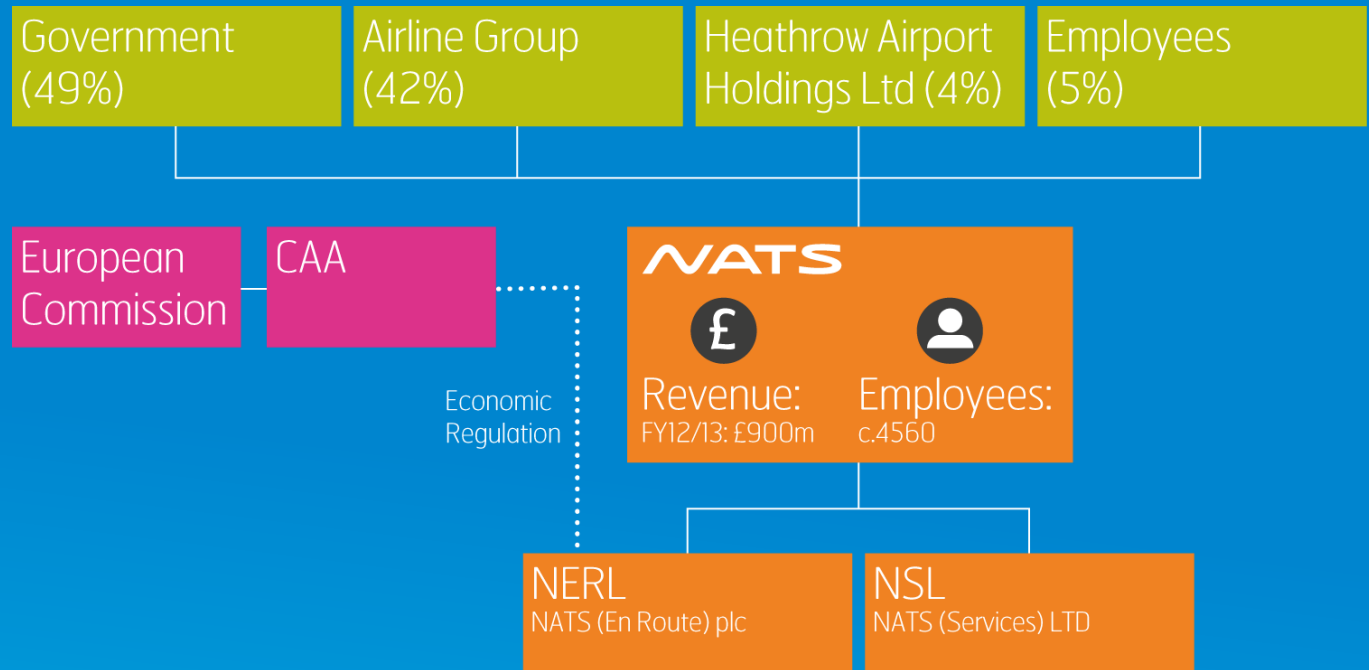 Government
(49%)
Airline Group
(42%)
Heathrow Airport
Holdings Ltd (4%)
Employees
(5%)
European
Commission
CAA
NATS
£
Revenue:
FY12/13: £900m
Employees:
c.4560
Economic
Regulation
NERL
NATS (En Route) plc
NSL
NATS (Services) LTD